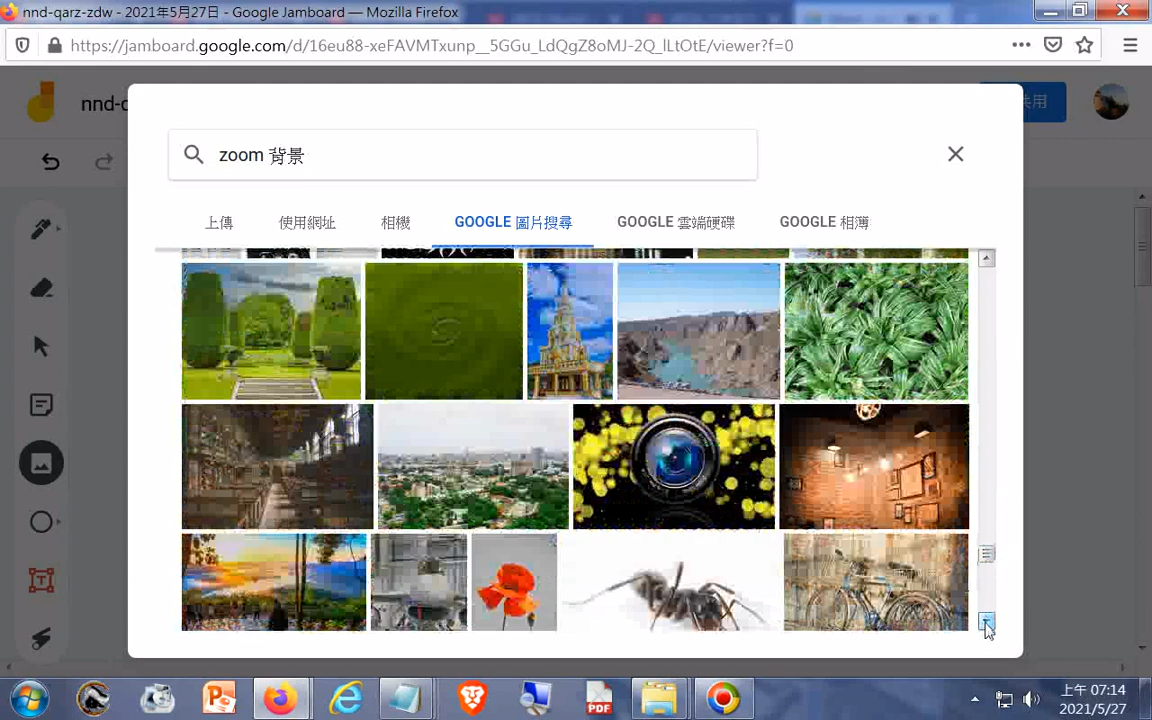 nnd-qarz-zdw - 2021年5月27日 - Google Jamboard — Mozilla Firefox
https://jamboard.google.com/d/16eu88-xeFAVMTxunp__5GGu_LdQgZ8oMJ-2Q_lLtOtE/viewer?f=0
nnd-q
共用
zoom 背景
上傳 使用網址 相機 GOOGLE 圖片搜尋 GOOGLE 雲端硬碟 GOOGLE 相簿
上午 07:14
2021/5/27